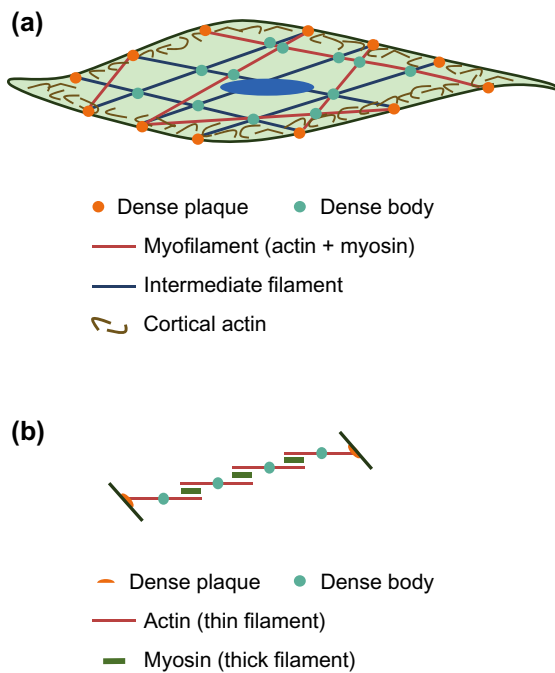 (a)
Dense plaque Dense body
Myofilament (actin + myosin)
Intermediate filament
Cortical actin
(b)
Dense plaque Dense body
Actin (thin filament)
Myosin (thick filament)